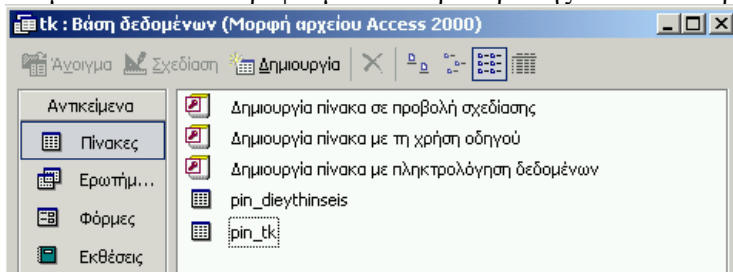 tk : Βάση δεδομένων (Μορφή αρχείου Access 2000)
Άνοιγμα Σχεδίαση Δημιουργία
Αντικείμενα
Πίνακες
Ερωτήμ...
Φόρμες
Εκθέσεις
Δημιουργία πίνακα σε προβολή σχεδίασης
Δημιουργία πίνακα με τη χρήση οδηγού
Δημιουργία πίνακα με πληκτρολόγηση δεδομένων
pin_dieythinseis
pin_tk